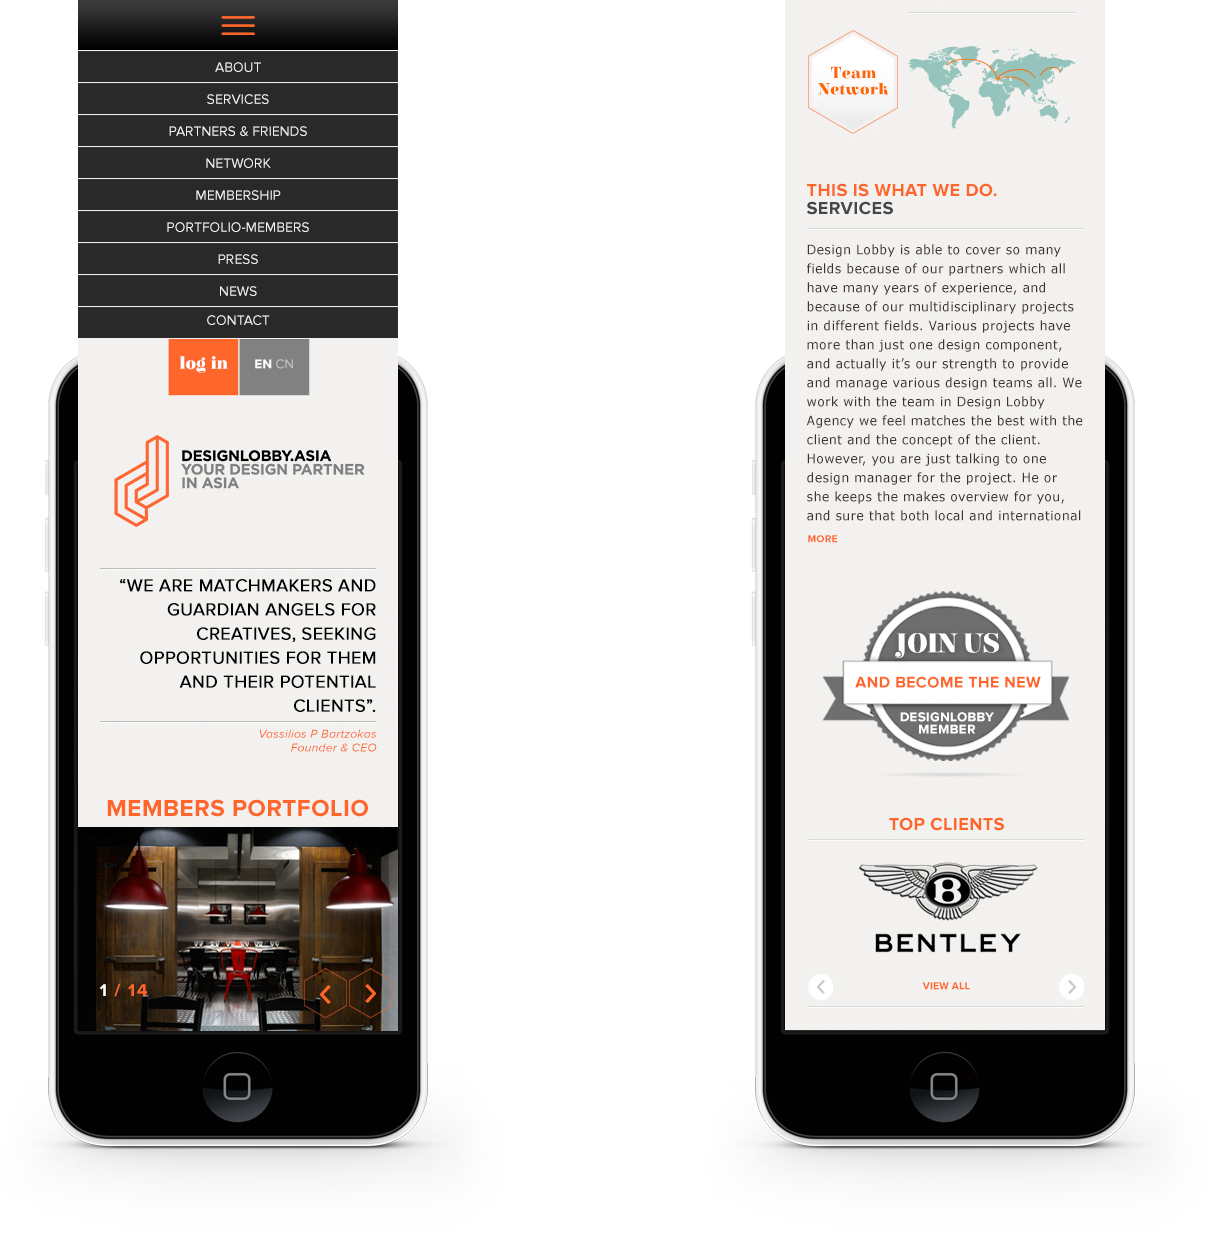 ABOUT
SERVICES
PARTNERS & FRIENDS
NETWORK
MEMBERSHIP
PORTFOLIO-MEMBERS
PRESS
NEWS
CONTACT
log in
EN CN
DESIGNLOBBY.ASIA
YOUR DESIGN PARTNER
IN ASIA
“WE ARE MATCHMAKERS AND
GUARDIAN ANGELS FOR
CREATIVES, SEEKING
OPPORTUNITIES FOR THEM
AND THEIR POTENTIAL
CLIENTS”.
Vassilios P Bartzokas
Founder & CEO
MEMBERS PORTFOLIO
1 / 14
Team
Network
THIS IS WHAT WE DO.
SERVICES
Design Lobby is able to cover so many
fields because of our partners which all
have many years of experience, and
because of our multidisciplinary projects
in different fields. Various projects have
more than just one design component,
and actually it’s our strength to provide
and manage various design teams all. We
work with the team in Design Lobby
Agency we feel matches the best with the
client and the concept of the client.
However, you are just talking to one
design manager for the project. He or
she keeps the makes overview for you,
and sure that both local and international
MORE
JOIN US
AND BECOME THE NEW
DESIGNLOBBY
MEMBER
TOP CLIENTS
B
BENTLEY
VIEW ALL